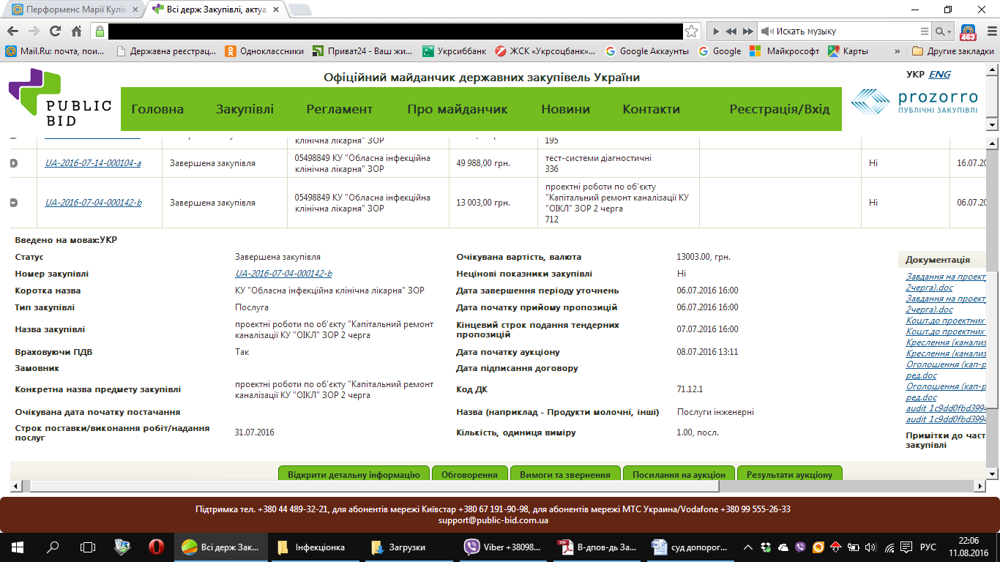 Перформенс Марії Кулік
Всі держ Закупівлі, актуа
Искать музыку
463
Mail.Ru: почта, пои...
Державна реєстрац...
Одноклассники
Приват24 - Ваш жи...
Укрсиббанк
ЖСК «Укрсоцбанк»...
Google Аккаунты
Google
Майкрософт
Карты
»
Другие закладки
Офіційний майданчик державних закупівель України
УКР ENG
PUBLIC
BID
Головна
Закупівлі
Регламент
Про майданчик
Новини
Контакти
Реєстрація/Вхід
prozorro
ПУБЛІЧНІ ЗАКУПІВЛІ
клінічна лікарня" ЗОР
195
UA-2016-07-14-000104-a
Завершена закупівля
05498849 КУ "Обласна інфекційна
клінічна лікарня" ЗОР
49 988,00 грн.
тест-системи діагностичні
336
Ні
16.07.20
UA-2016-07-04-000142-b
Завершена закупівля
05498849 КУ "Обласна інфекційна
клінічна лікарня" ЗОР
13 003,00 грн.
проектні роботи по об'єкту
"Капітальний ремонт каналізації КУ
"ОІКЛ" ЗОР 2 черга
712
Ні
06.07.20
Введено на мовах:УКР
Статус
Завершена закупівля
Очікувана вартість, валюта
13003.00, грн.
Номер закупівлі
UA-2016-07-04-000142-b
Нецінові показники закупівлі
Ні
Коротка назва
КУ "Обласна інфекційна клінічна лікарня" ЗОР
Дата завершення періоду уточнень
06.07.2016 16:00
Тип закупівлі
Послуга
Дата початку прийому пропозицій
06.07.2016 16:00
Назва закупівлі
проектні роботи по об'єкту "Капітальний ремонт
каналізації КУ "ОІКЛ" ЗОР 2 черга
Кінцевий строк подання тендерних
пропозицій
07.07.2016 16:00
Враховуючи ПДВ
Так
Дата початку аукціону
08.07.2016 13:11
Замовник
Дата підписання договору
Конкретна назва предмету закупівлі
проектні роботи по об'єкту "Капітальний ремонт
каналізації КУ "ОІКЛ" ЗОР 2 черга
Код ДК
71.12.1
Очікувана дата початку постачання
Назва (наприклад - Продукти молочні, інші)
Послуги інженерні
Строк поставки/виконання робіт/надання
послуг
31.07.2016
Кількість, одиниця виміру
1.00, посл.
Документація
Завдання на проект
2черга).doc
Завдання на проект
2черга).doc
Кошт.до проектних
Кошт.до проектних
Креслення (каналіз
Креслення (каналіз
Оголошення (кап-р
ред.doc
Оголошення (кап-р
ред.doc
audit_1c9dd0fbd3994
audit_1c9dd0fbd3994
Примітки до част
закупівлі
Відкрити детальну інформацію
Обговорення
Вимоги та звернення
Посилання на аукціон
Результати аукціону
Підтримка тел. +380 44 489-32-21, для абонентів мережі Київстар +380 67 191-90-98, для абонентів мережі МТС Украина/Vodafone +380 99 555-26-33
support@public-bid.com.ua
Всі держ Зак...
Інфекціонка
Загрузки
Viber +38098...
В-дпов-дь За...
суд допорог...
РУС
22:06
11.08.2016